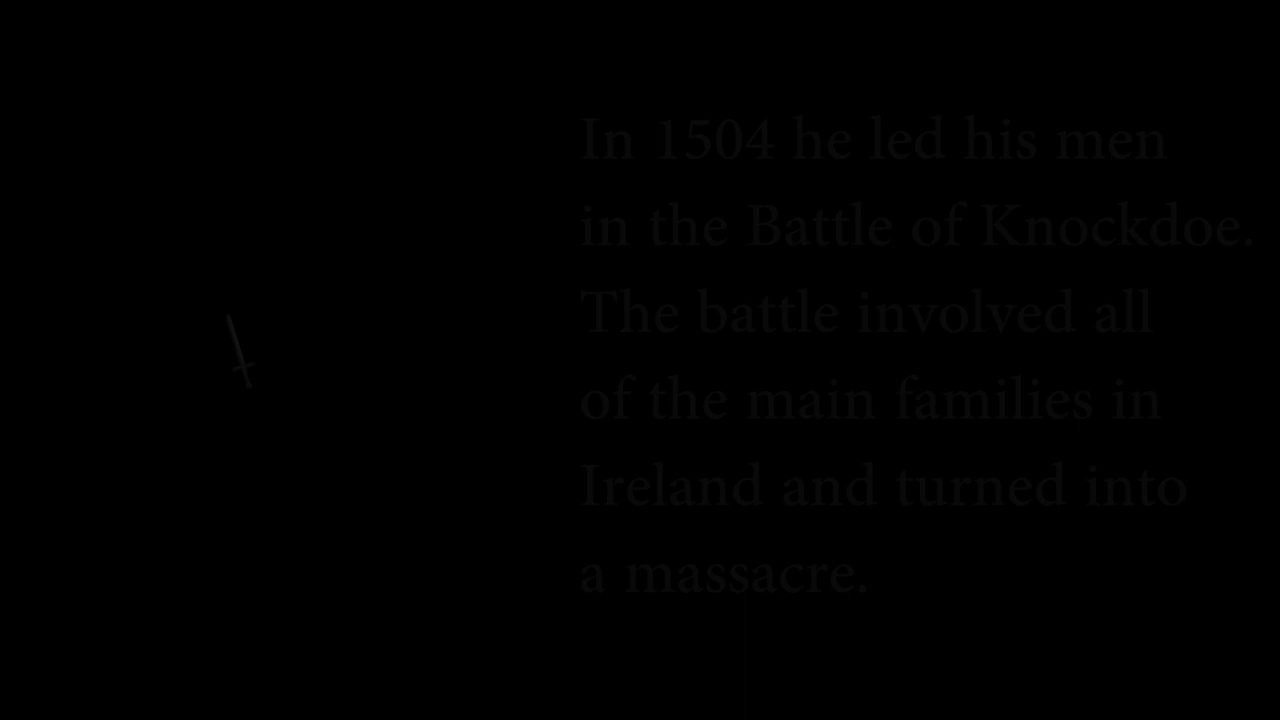 In 1504 he led his men
in the Battle of Knockdoe.
The battle involved all
of the main families in
Ireland and turned into
a massacre.